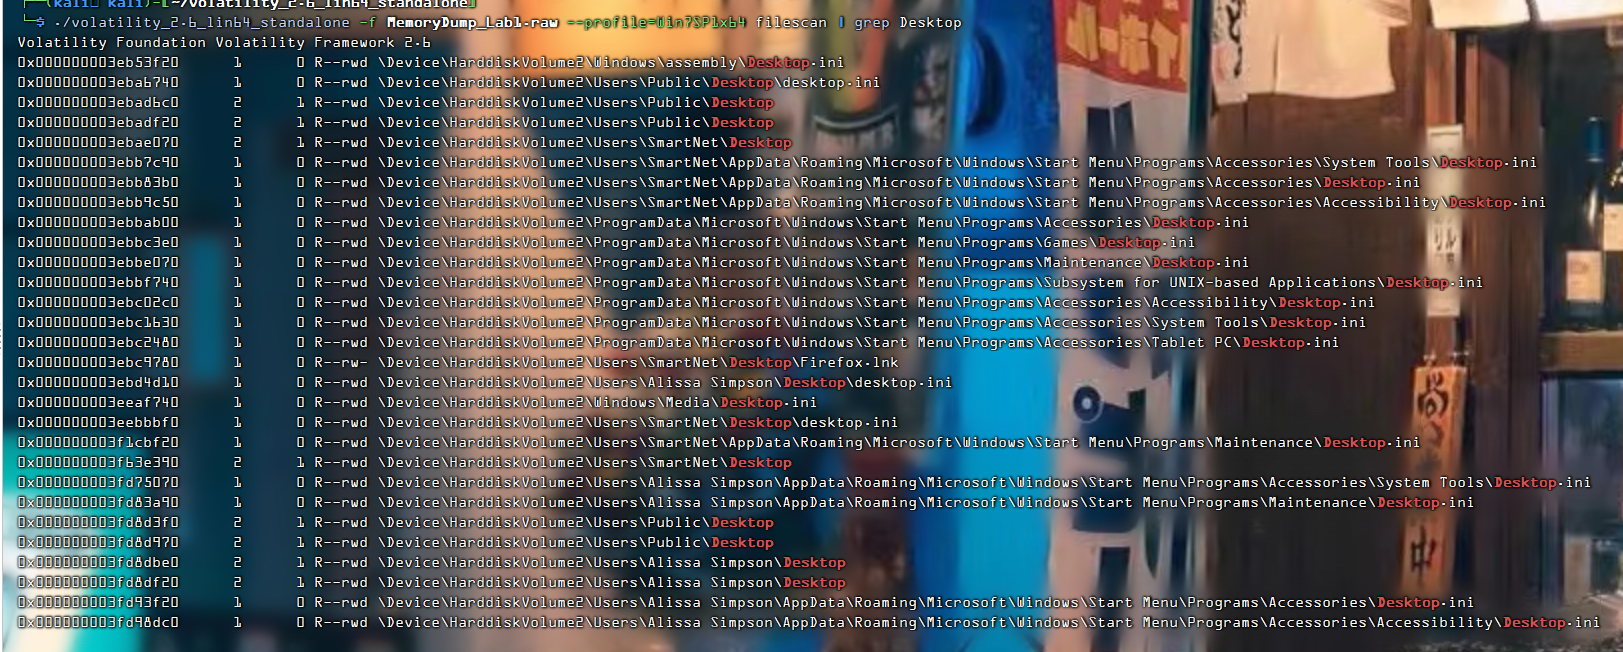 (kali㉿ kali)-[~/volatility_2.6_lin64_standalone]
└─$ ./volatility_2.6_lin64_standalone -f MemoryDump_Lab1.raw --profile=Win7SP1x64 filescan | grep Desktop
Volatility Foundation Volatility Framework 2.6
0x000000003eb53f20 1 0 R--rwd \Device\HarddiskVolume2\Windows\assembly\Desktop.ini
0x000000003eba6740 1 0 R--rwd \Device\HarddiskVolume2\Users\Public\Desktop\desktop.ini
0x000000003ebad6c0 2 1 R--rwd \Device\HarddiskVolume2\Users\Public\Desktop
0x000000003ebadf20 2 1 R--rwd \Device\HarddiskVolume2\Users\Public\Desktop
0x000000003ebae070 2 1 R--rwd \Device\HarddiskVolume2\Users\SmartNet\Desktop
0x000000003ebb7c90 1 0 R--rwd \Device\HarddiskVolume2\Users\SmartNet\AppData\Roaming\Microsoft\Windows\Start Menu\Programs\Accessories\System Tools\Desktop.ini
0x000000003ebb83b0 1 0 R--rwd \Device\HarddiskVolume2\Users\SmartNet\AppData\Roaming\Microsoft\Windows\Start Menu\Programs\Accessories\Desktop.ini
0x000000003ebb9c50 1 0 R--rwd \Device\HarddiskVolume2\Users\SmartNet\AppData\Roaming\Microsoft\Windows\Start Menu\Programs\Accessories\Accessibility\Desktop.ini
0x000000003ebbab00 1 0 R--rwd \Device\HarddiskVolume2\ProgramData\Microsoft\Windows\Start Menu\Programs\Accessories\Desktop.ini
0x000000003ebbc3e0 1 0 R--rwd \Device\HarddiskVolume2\ProgramData\Microsoft\Windows\Start Menu\Programs\Games\Desktop.ini
0x000000003ebbe070 1 0 R--rwd \Device\HarddiskVolume2\ProgramData\Microsoft\Windows\Start Menu\Programs\Maintenance\Desktop.ini
0x000000003ebbf740 1 0 R--rwd \Device\HarddiskVolume2\ProgramData\Microsoft\Windows\Start Menu\Programs\Subsystem for UNIX-based Applications\Desktop.ini
0x000000003ebc02c0 1 0 R--rwd \Device\HarddiskVolume2\ProgramData\Microsoft\Windows\Start Menu\Programs\Accessories\Accessibility\Desktop.ini
0x000000003ebc1630 1 0 R--rwd \Device\HarddiskVolume2\ProgramData\Microsoft\Windows\Start Menu\Programs\Accessories\System Tools\Desktop.ini
0x000000003ebc2480 1 0 R--rwd \Device\HarddiskVolume2\ProgramData\Microsoft\Windows\Start Menu\Programs\Accessories\Tablet PC\Desktop.ini
0x000000003ebc9780 1 0 R--rw- \Device\HarddiskVolume2\Users\SmartNet\Desktop\Firefox.lnk
0x000000003ebd4d10 1 0 R--rwd \Device\HarddiskVolume2\Users\Alissa Simpson\Desktop\desktop.ini
0x000000003eeaf740 1 0 R--rwd \Device\HarddiskVolume2\Windows\Media\Desktop.ini
0x000000003eebbbf0 1 0 R--rwd \Device\HarddiskVolume2\Users\SmartNet\Desktop\desktop.ini
0x000000003f1cbf20 1 0 R--rwd \Device\HarddiskVolume2\Users\SmartNet\AppData\Roaming\Microsoft\Windows\Start Menu\Programs\Maintenance\Desktop.ini
0x000000003f63e390 2 1 R--rwd \Device\HarddiskVolume2\Users\SmartNet\Desktop
0x000000003fd75070 1 0 R--rwd \Device\HarddiskVolume2\Users\Alissa Simpson\AppData\Roaming\Microsoft\Windows\Start Menu\Programs\Accessories\System Tools\Desktop.ini
0x000000003fd83a90 1 0 R--rwd \Device\HarddiskVolume2\Users\Alissa Simpson\AppData\Roaming\Microsoft\Windows\Start Menu\Programs\Maintenance\Desktop.ini
0x000000003fd8d3f0 2 1 R--rwd \Device\HarddiskVolume2\Users\Public\Desktop
0x000000003fd8d970 2 1 R--rwd \Device\HarddiskVolume2\Users\Public\Desktop
0x000000003fd8dbe0 2 1 R--rwd \Device\HarddiskVolume2\Users\Alissa Simpson\Desktop
0x000000003fd8df20 2 1 R--rwd \Device\HarddiskVolume2\Users\Alissa Simpson\Desktop
0x000000003fd93f20 1 0 R--rwd \Device\HarddiskVolume2\Users\Alissa Simpson\AppData\Roaming\Microsoft\Windows\Start Menu\Programs\Accessories\Desktop.ini
0x000000003fd98dc0 1 0 R--rwd \Device\HarddiskVolume2\Users\Alissa Simpson\AppData\Roaming\Microsoft\Windows\Start Menu\Programs\Accessories\Accessibility\Desktop.ini